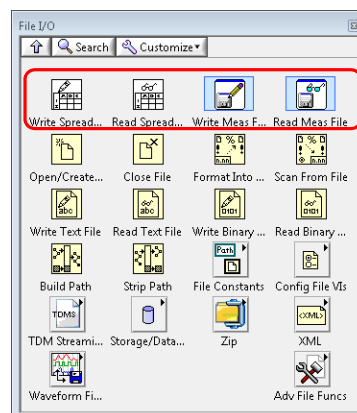 File I/O
Search Customize
Write Spread... Read Spread... Write Meas F... Read Meas File
Open/Create... Close File Format Into ... Scan From File
Write Text File Read Text File Write Binary ... Read Binary ...
Build Path Strip Path File Constants Config File VIs
TDM Streami... Storage/Data... Zip XML
Waveform Fi... Adv File Funcs